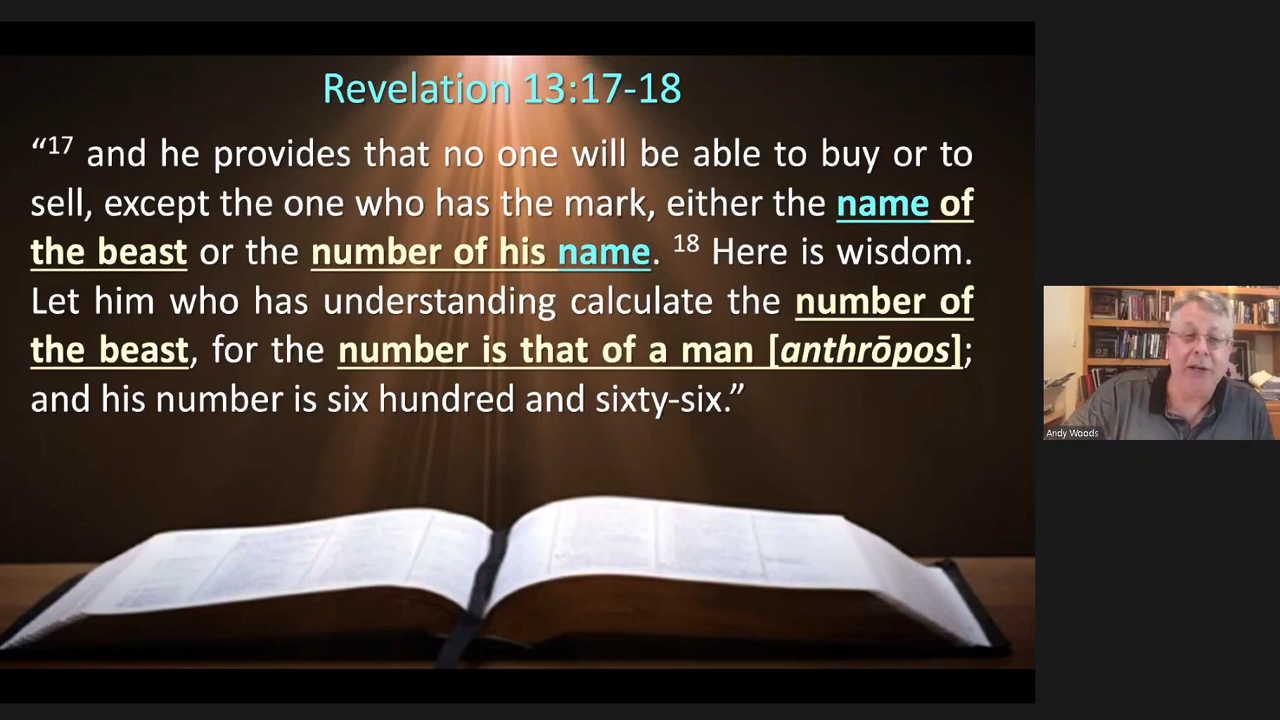 Revelation 13:17-18
“17 and he provides that no one will be able to buy or to
sell, except the one who has the mark, either the name of
the beast or the number of his name. 18 Here is wisdom.
Let him who has understanding calculate the number of
the beast, for the number is that of a man [anthrōpos];
and his number is six hundred and sixty-six.”
Andy Woods